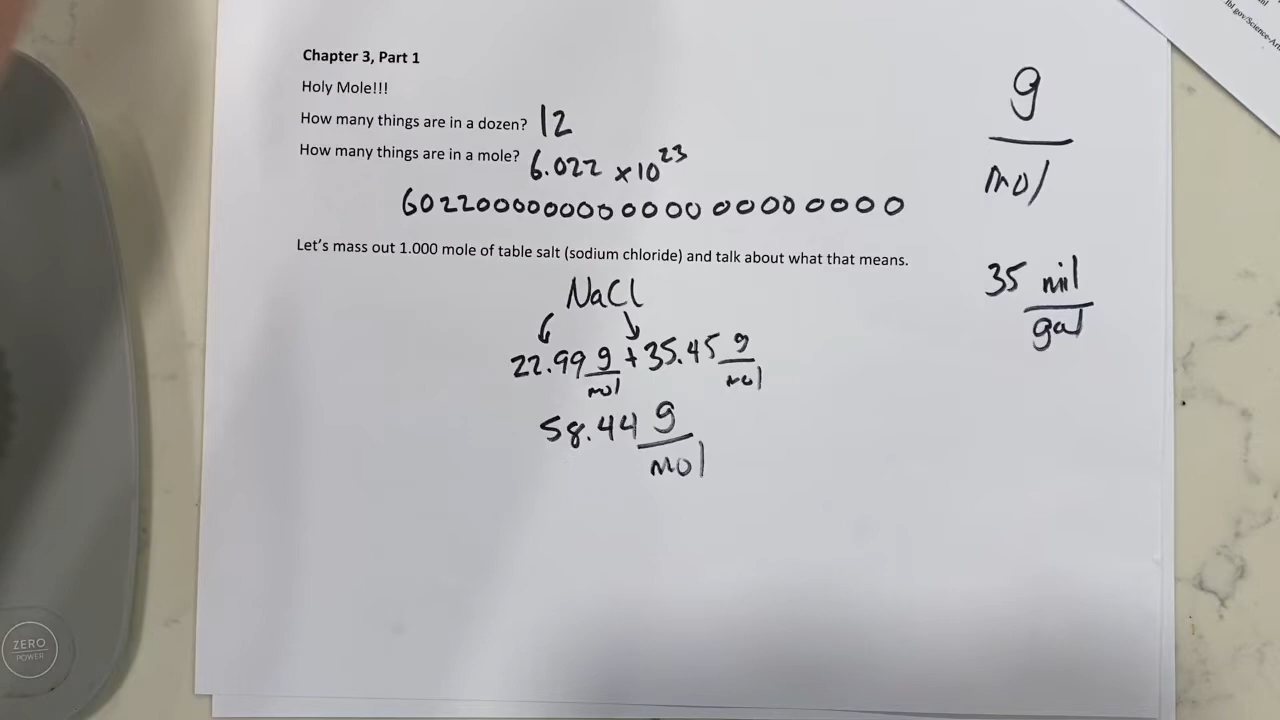 Chapter 3, Part 1
Holy Mole!!!
How many things are in a dozen? 12
How many things are in a mole? 6.022 x10^23
602200000000000000000000
Let's mass out 1.000 mole of table salt (sodium chloride) and talk about what that means.
NaCl
22.99 g/mol + 35.45 g/mol
58.44 g/mol
g
mol
35 mil
gal
ZERO
POWER